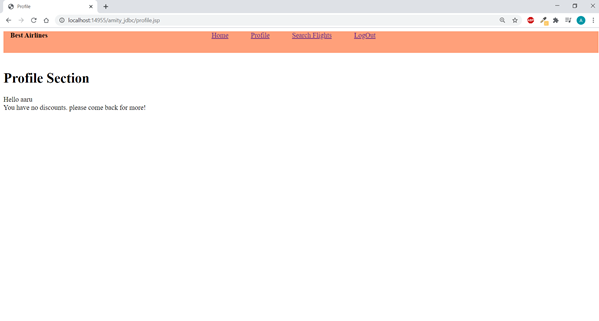 Profile
localhost:14955/amity_jdbc/profile.jsp
Best Airlines Home Profile Search Flights LogOut
Profile Section
Hello aaru
You have no discounts. please come back for more!